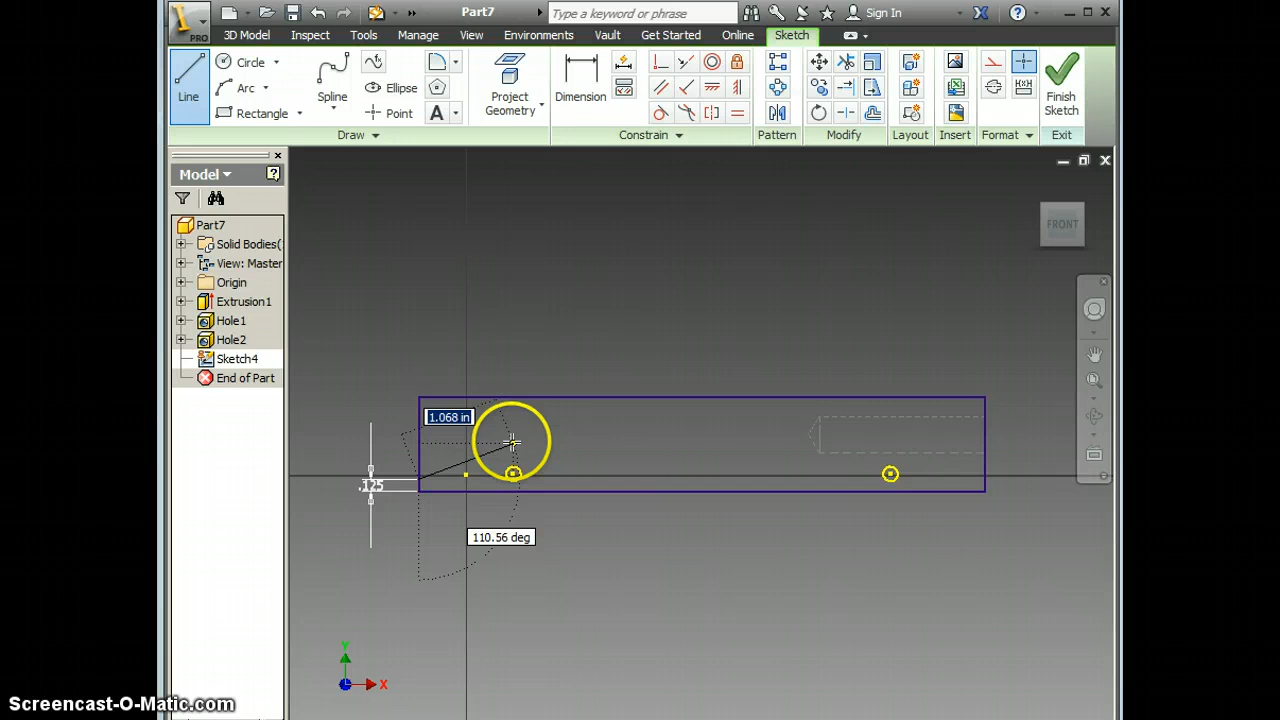 Part7
Type a keyword or phrase
Sign In
PRO
3D Model
Inspect
Tools
Manage
View
Environments
Vault
Get Started
Online
Sketch
Line
Circle
Arc
Rectangle
Spline
Ellipse
Point
A
Project
Geometry
Dimension
Finish
Sketch
Draw
Constrain
Pattern
Modify
Layout
Insert
Format
Exit
Model
Part7
Solid Bodies(
View: Master
Origin
Extrusion1
Hole1
Hole2
Sketch4
End of Part
FRONT
1.068 in
.125
110.56 deg
Y
X
Screencast-O-Matic.com